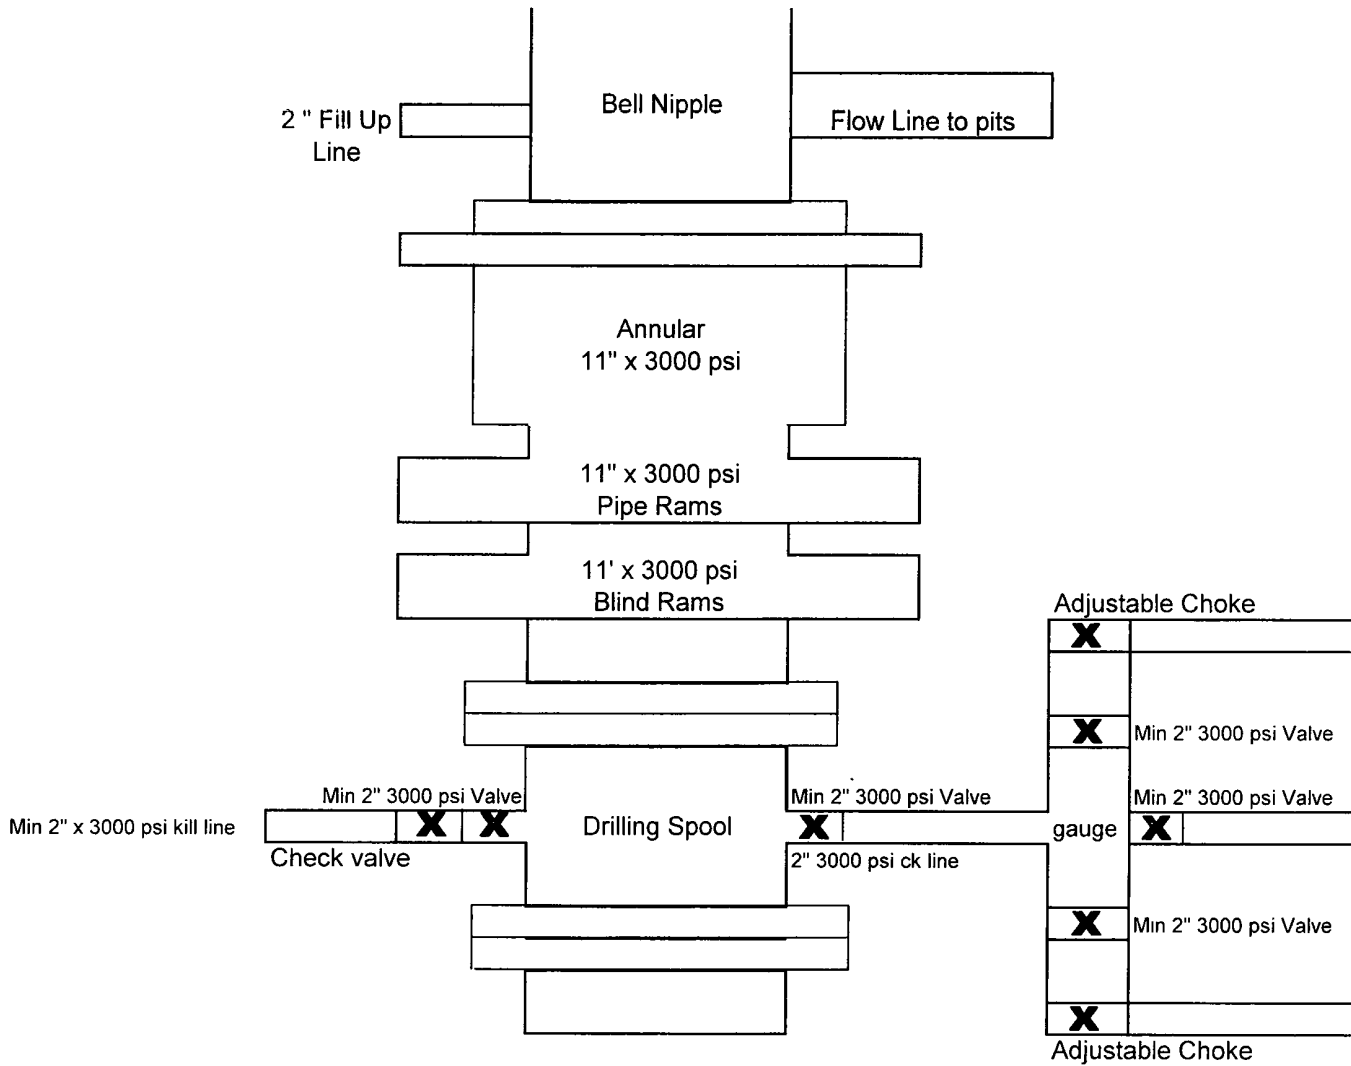 Bell Nipple
2 " Fill Up
Line
Flow Line to pits
Annular
11" x 3000 psi
11" x 3000 psi
Pipe Rams
11' x 3000 psi
Blind Rams
Adjustable Choke
X
X
Min 2" 3000 psi Valve
Min 2" 3000 psi Valve
Min 2" 3000 psi Valve
Min 2" 3000 psi Valve
Min 2" x 3000 psi kill line
X
X
Drilling Spool
X
gauge
X
Check valve
2" 3000 psi ck line
X
Min 2" 3000 psi Valve
X
Adjustable Choke